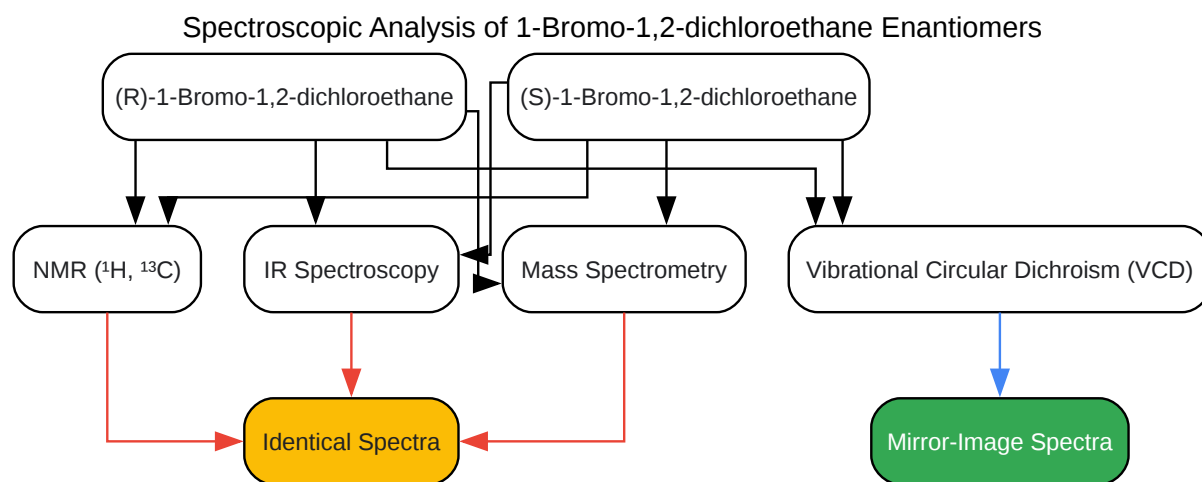 Spectroscopic Analysis of 1-Bromo-1,2-dichloroethane Enantiomers
(R)-1-Bromo-1,2-dichloroethane
(S)-1-Bromo-1,2-dichloroethane
NMR (¹H, ¹³C)
IR Spectroscopy
Mass Spectrometry
Vibrational Circular Dichroism (VCD)
Identical Spectra
Mirror-Image Spectra